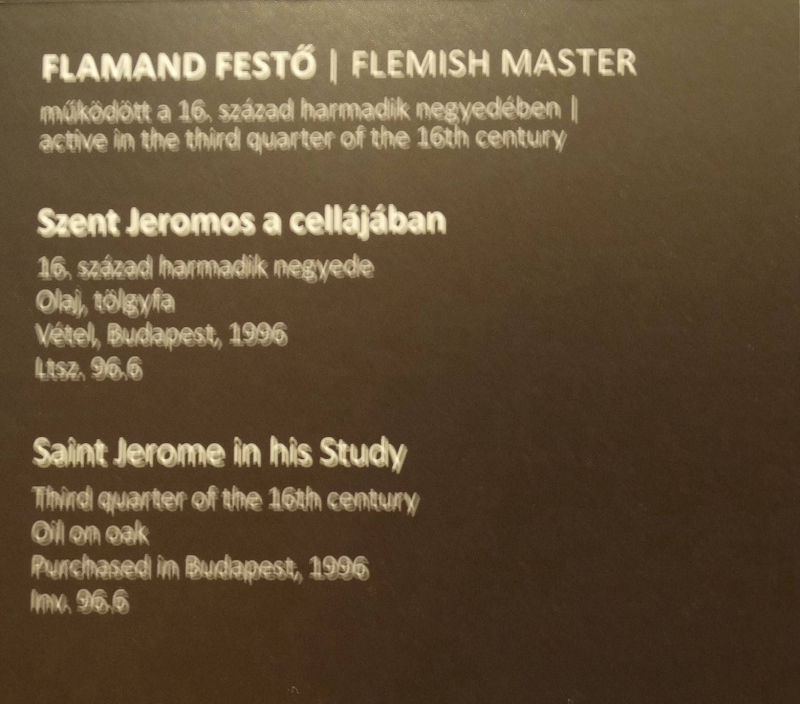 FLAMAND FESTŐ | FLEMISH MASTER
működött a 16. század harmadik negyedében |
active in the third quarter of the 16th century
Szent Jeromos a cellájában
16. század harmadik negyede
Olaj, tölgyfa
Vétel, Budapest, 1996
Ltsz. 96.6
Saint Jerome in his Study
Third quarter of the 16th century
Oil on oak
Purchased in Budapest, 1996
Inv. 96.6